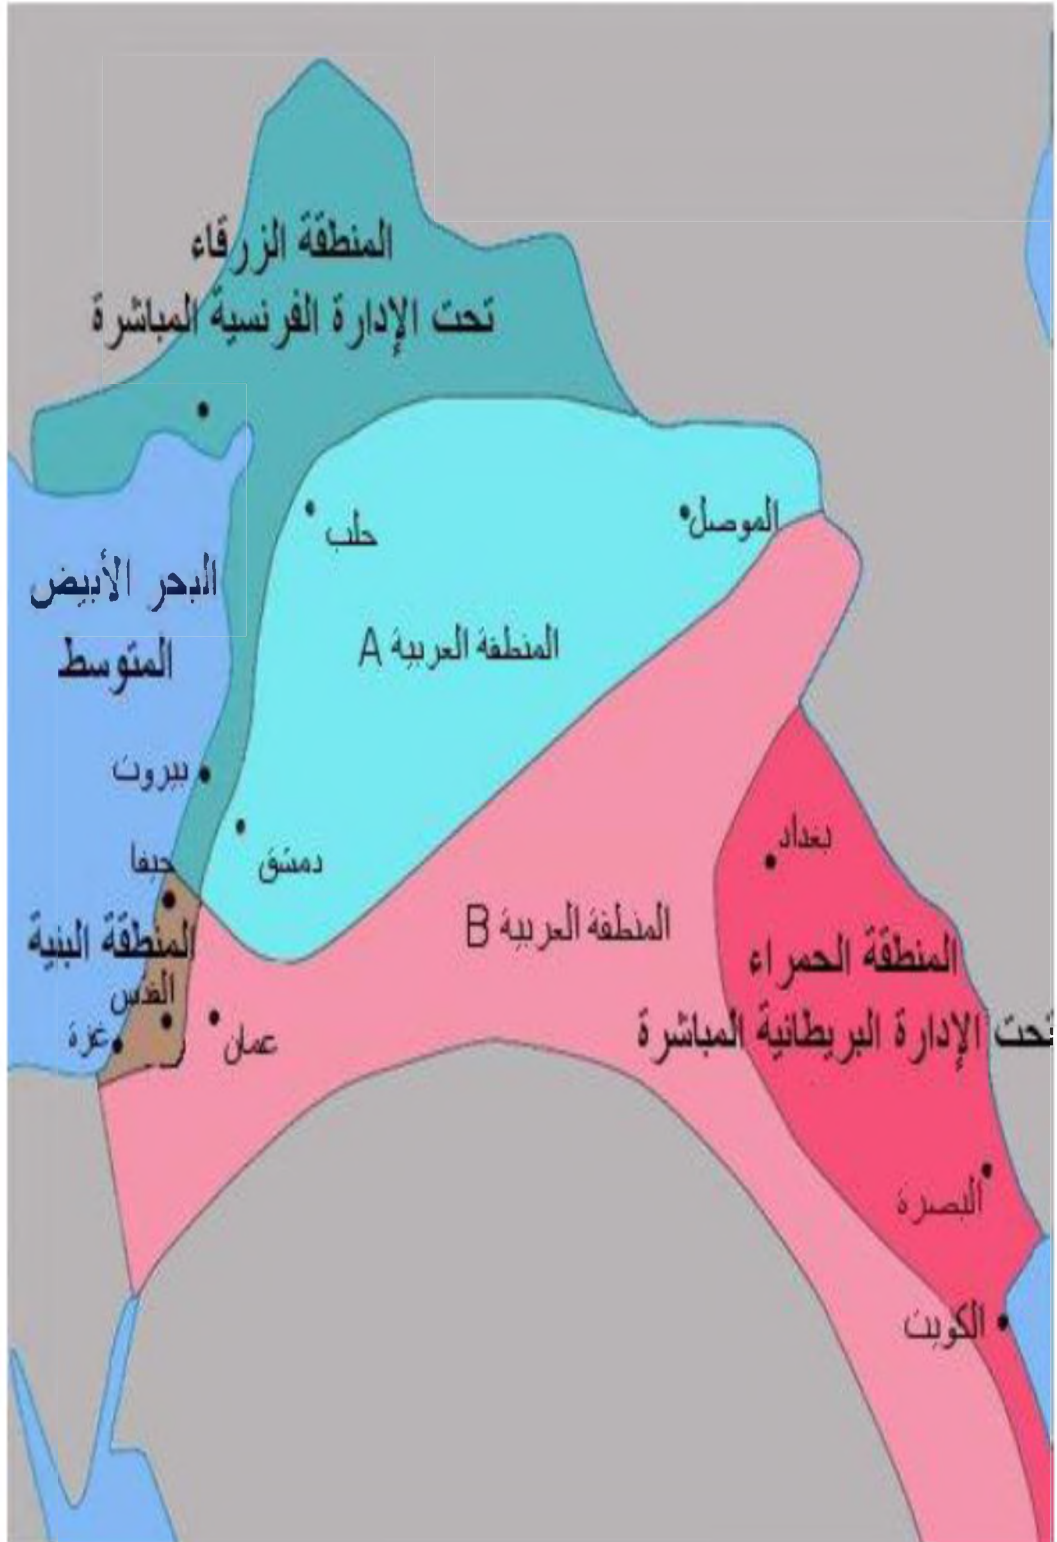 المنطقة الزرقاء
تحت الإدارة الفرنسية المباشرة
حلب
الموصل
البحر الأبيض
المتوسط
المنطقة العربية A
بيروت
بغداد
حيفا
دمشق
المنطقة العربية B
المنطقة البنية
المنطقة الحمراء
القدس
تحت الإدارة البريطانية المباشرة
غزة
عمان
البصرة
الكويت